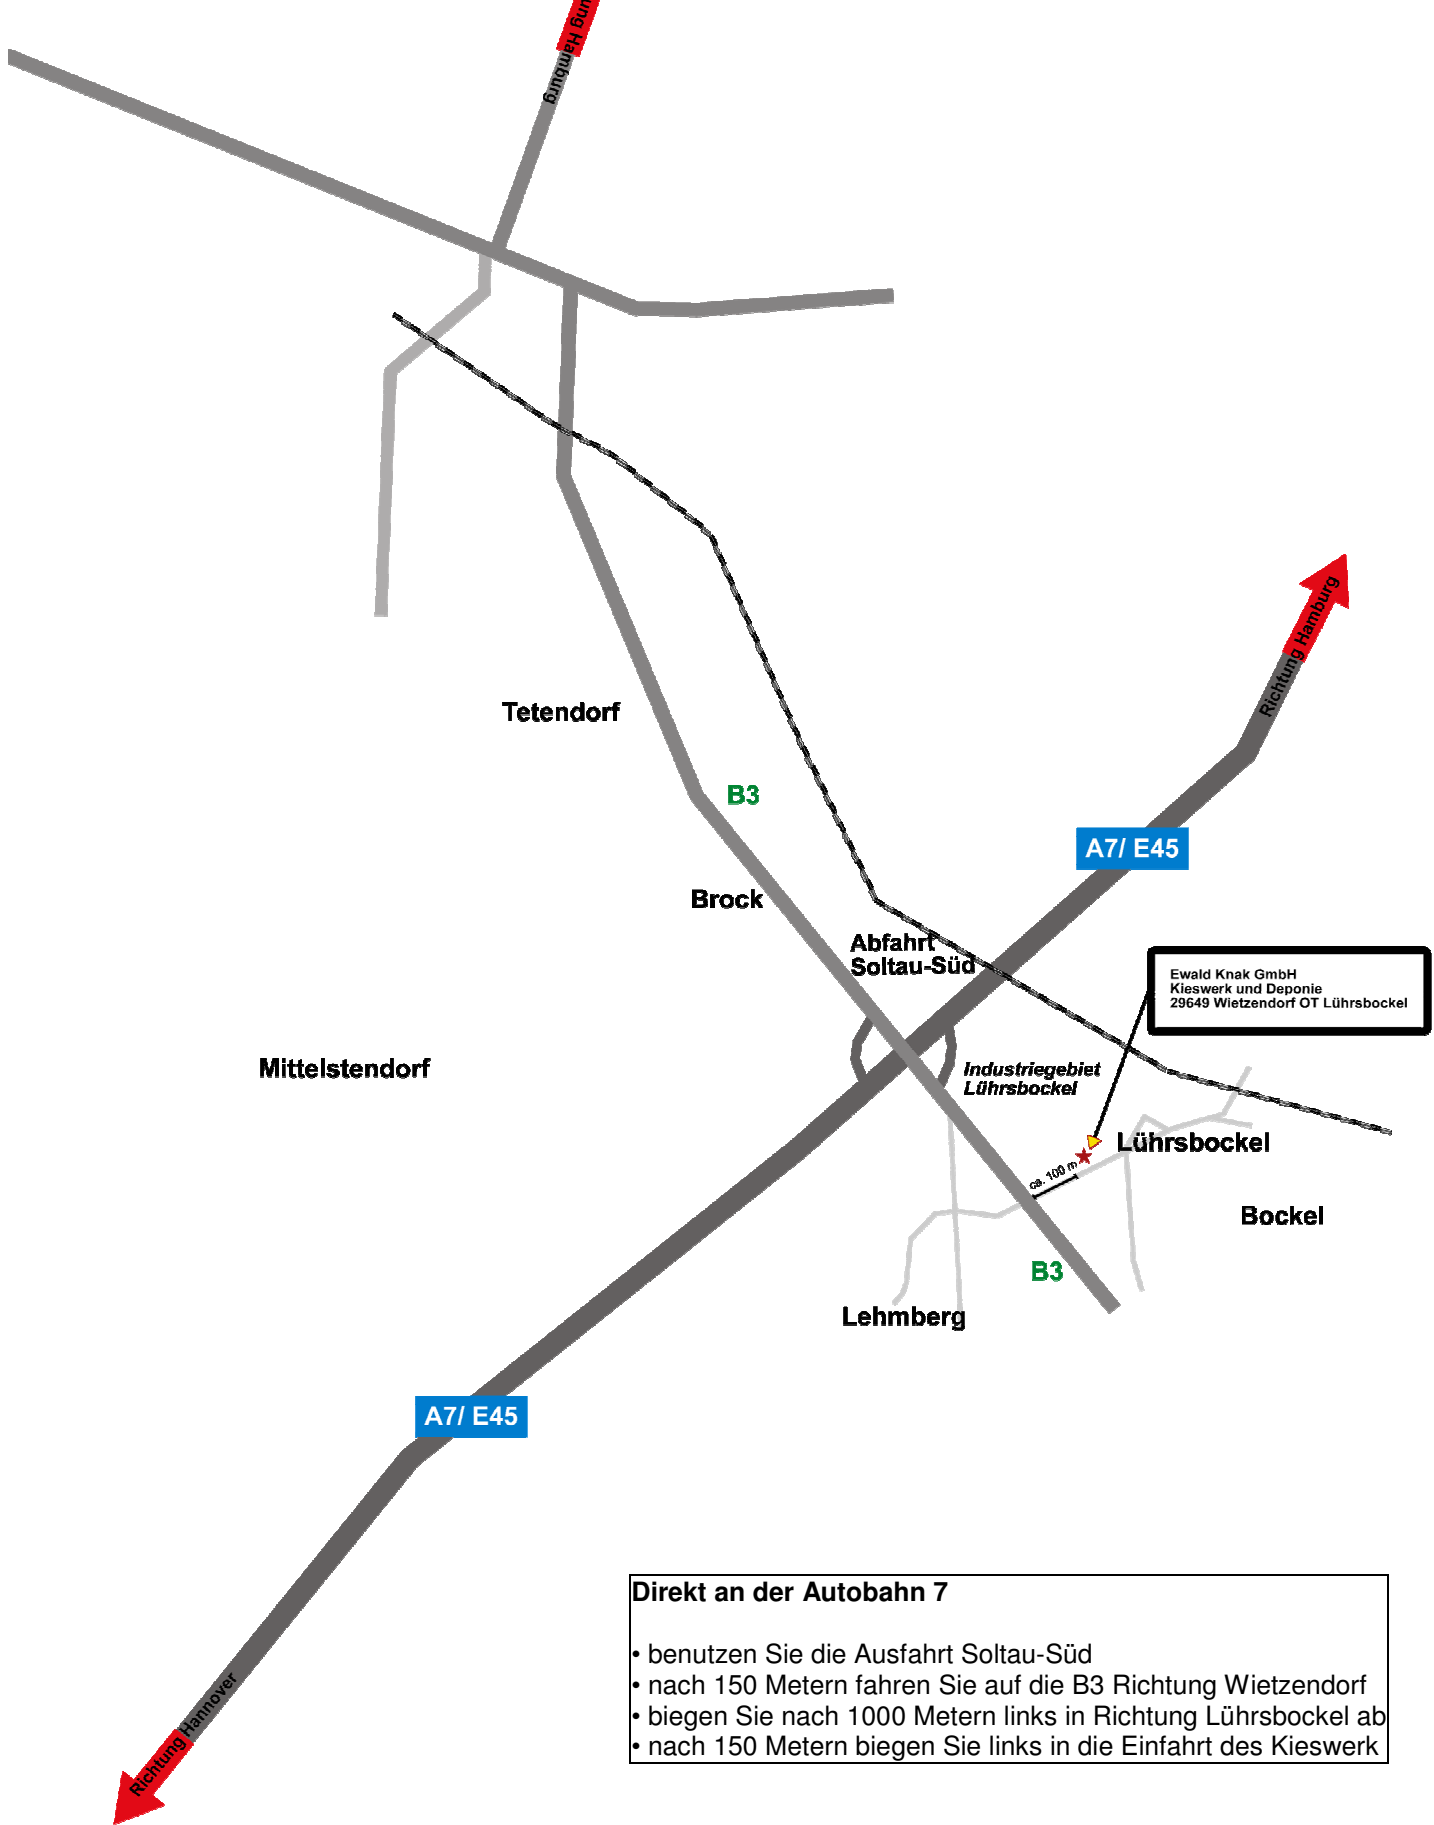 ung Hamburg
Richtung Hamburg
Tetendorf
B3
A7/ E45
Brock
Abfahrt
Soltau-Süd
Ewald Knak GmbH
Kieswerk und Deponie
29649 Wietzendorf OT Lührsbockel
Mittelstendorf
Industriegebiet
Lührsbockel
Lührsbockel
ca. 100 m
Bockel
B3
Lehmberg
A7/ E45
Richtung Hannover
Direkt an der Autobahn 7
• benutzen Sie die Ausfahrt Soltau-Süd
• nach 150 Metern fahren Sie auf die B3 Richtung Wietzendorf
• biegen Sie nach 1000 Metern links in Richtung Lührsbockel ab
• nach 150 Metern biegen Sie links in die Einfahrt des Kieswerk